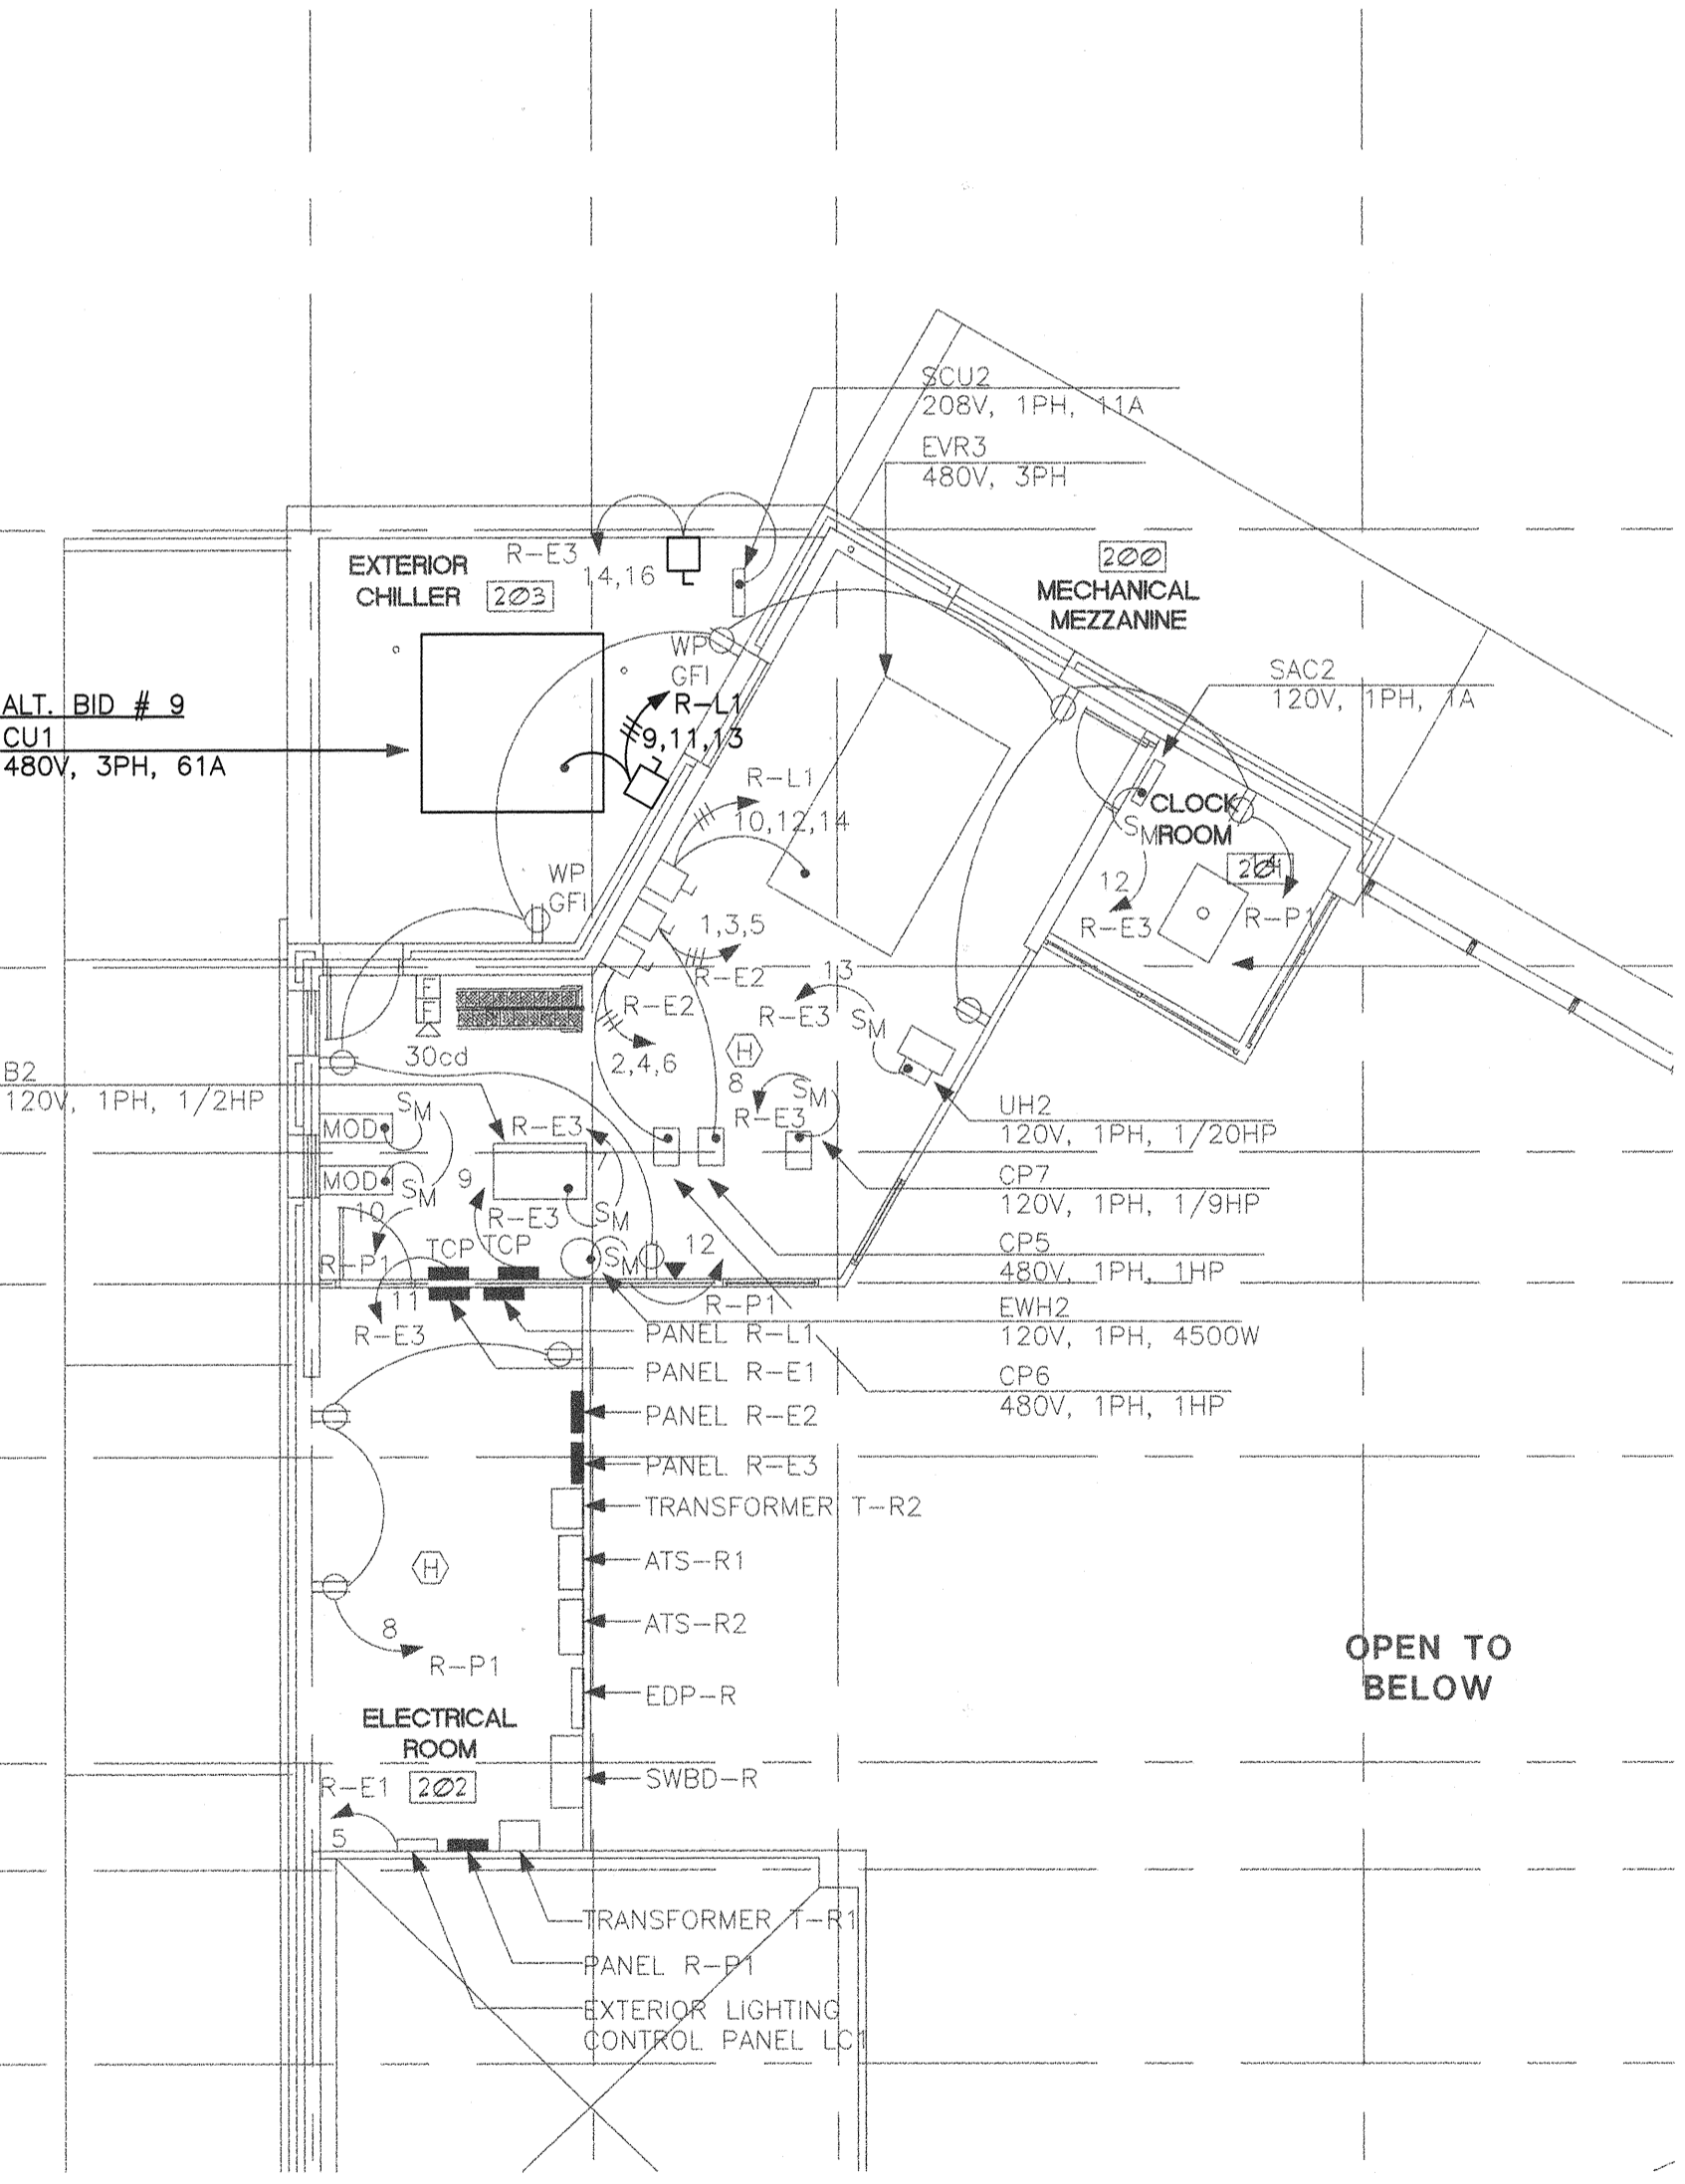 SCU2
208V, 1PH, 11A
EVR3
480V, 3PH
R-E3
14,16
EXTERIOR
CHILLER
203
200
MECHANICAL
MEZZANINE
WP
GFI
R-L1
9,11,13
SAC2
120V, 1PH, 1A
ALT. BID # 9
CU1
480V, 3PH, 61A
R-L1
10,12,14
CLOCK
ROOM
SM
12
R-E3
R-P1
WP
GFI
1,3,5
R-E2
13
R-E3
SM
R-E2
2,4,6
F
F
30cd
H
8
R-E3
SM
B2
120V, 1PH, 1/2HP
UH2
120V, 1PH, 1/20HP
MOD
SM
R-E3
7
MOD
SM
9
10
R-E3
SM
CP7
120V, 1PH, 1/9HP
CP5
480V, 1PH, 1HP
R-P1
TCP
TCP
SM
12
R-P1
11
R-E3
EWH2
120V, 1PH, 4500W
PANEL R-L1
PANEL R-E1
CP6
480V, 1PH, 1HP
PANEL R-E2
PANEL R-E3
TRANSFORMER T-R2
ATS-R1
H
ATS-R2
8
R-P1
EDP-R
OPEN TO
BELOW
ELECTRICAL
ROOM
202
SWBD-R
R-E1
5
TRANSFORMER T-R1
PANEL R-P1
EXTERIOR LIGHTING
CONTROL PANEL LC1